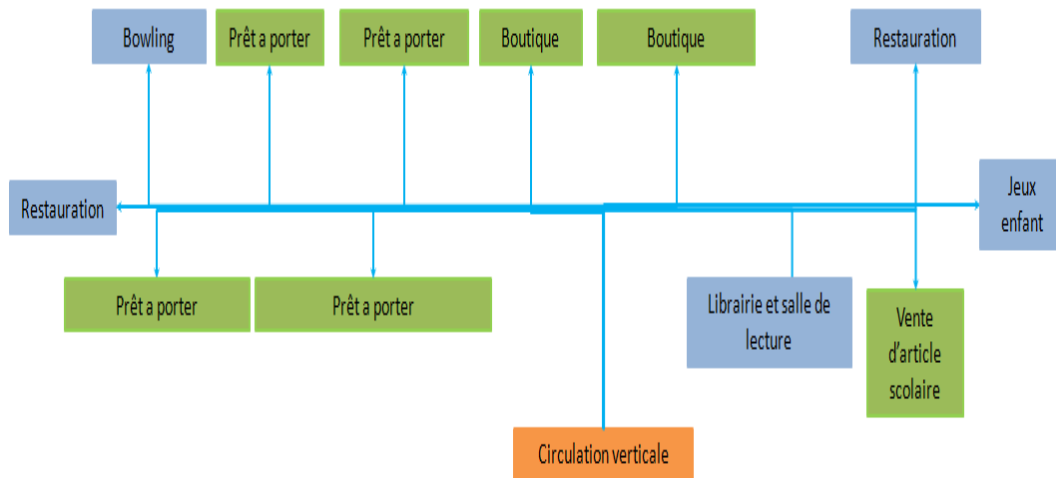 Bowling
Prêt a porter
Prêt a porter
Boutique
Boutique
Restauration
Restauration
Jeux
enfant
Prêt a porter
Prêt a porter
Librairie et salle de
lecture
Vente
d'article
scolaire
Circulation verticale